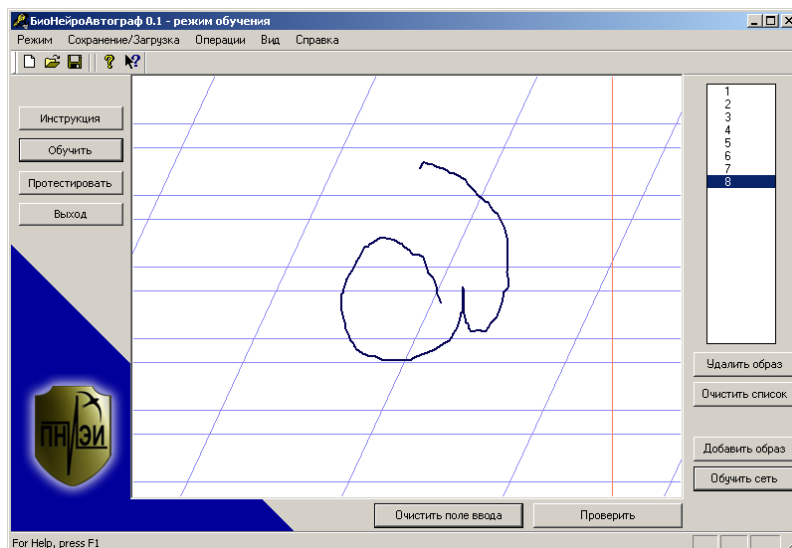 БиоНейроАвтограф 0.1 - режим обучения
Режим Сохранение/Загрузка Операции Вид Справка
Инструкция
Обучить
Протестировать
Выход
1
2
3
4
5
6
7
8
Удалить образ
Очистить список
Добавить образ
Обучить сеть
ПНИЭИ
Очистить поле ввода Проверить
For Help, press F1